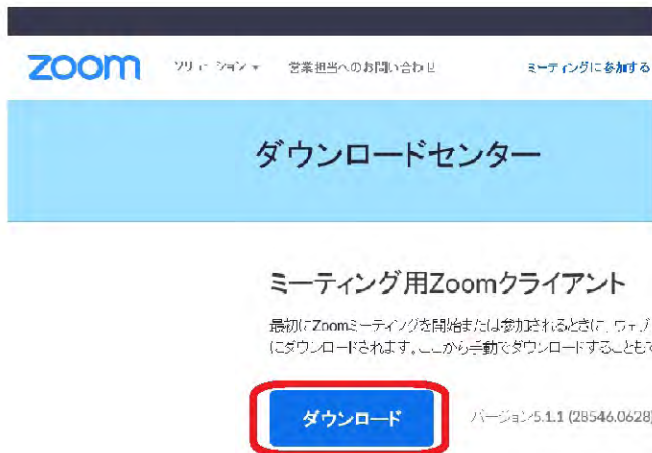 zoom ソリューション 営業担当へのお問い合わせ ミーティングに参加する
ダウンロードセンター
ミーティング用Zoomクライアント
最初にZoomミーティングを開始または参加されるときに、ウェブ
にダウンロードされます。ここから手動でダウンロードすることもで
ダウンロード バージョン5.1.1 (28546.0628)